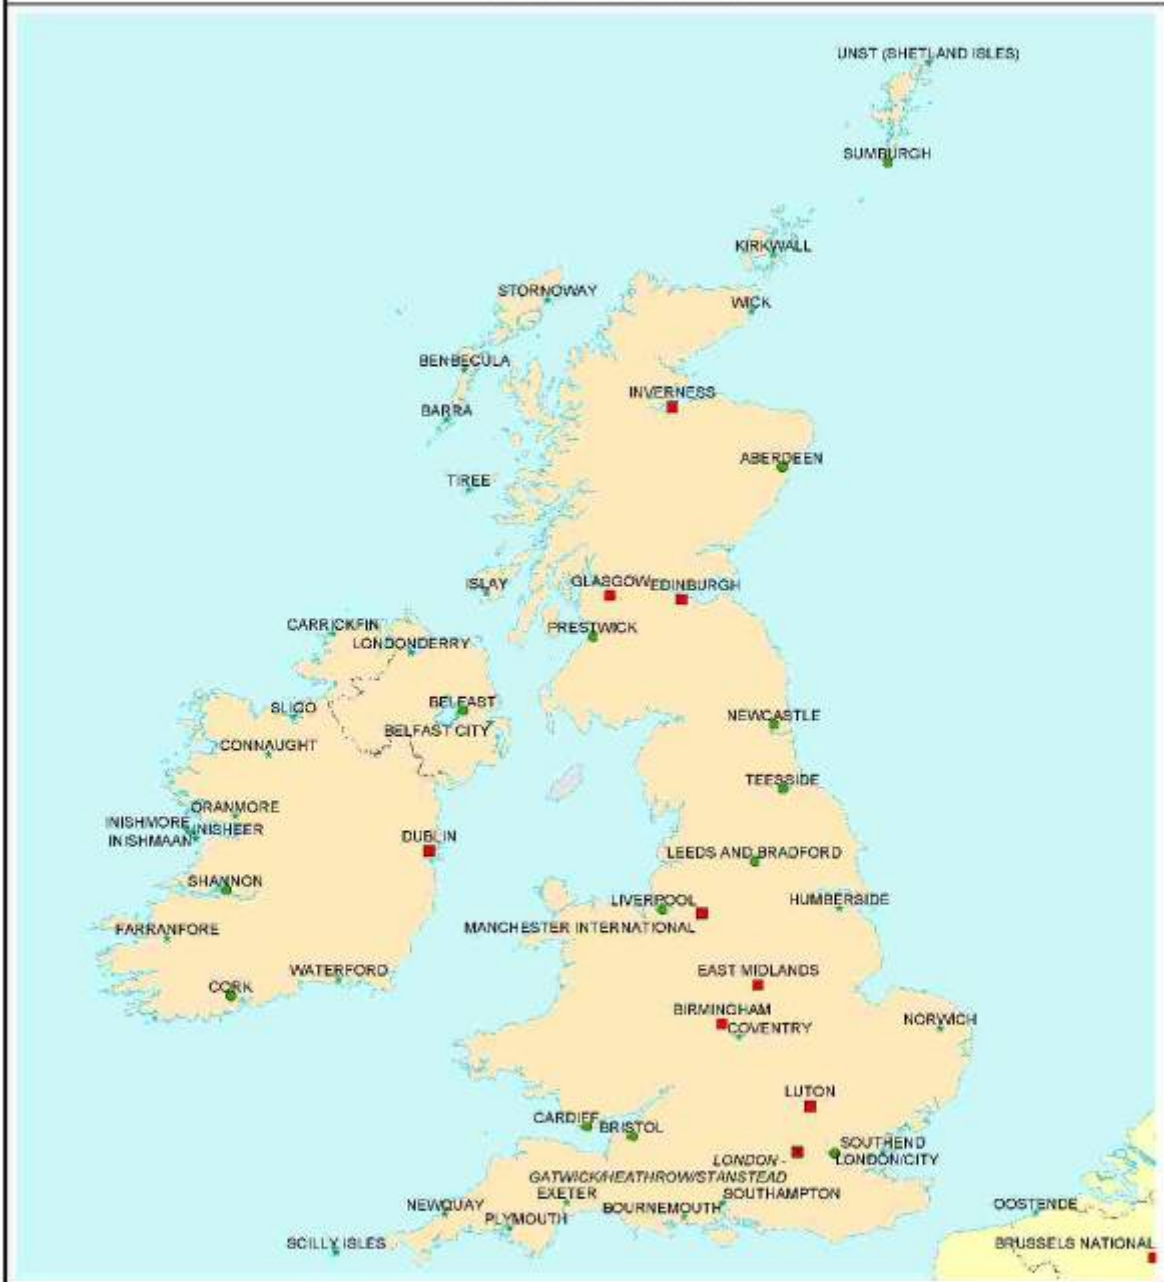 UNST (SHETLAND ISLES)
SUMBURGH
KIRKWALL
STORNOWAY
WICK
BENBECULA
INVERNESS
BARRA
ABERDEEN
TIREE
ISLAY
GLASGOW
EDINBURGH
CARRICKFIN
PRESTWICK
LONDONDERRY
BELFAST
SLIGO
NEWCASTLE
BELFAST CITY
CONNAUGHT
TEESSIDE
ORANMORE
INISHMORE
INISHEER
INISHMAAN
DUBLIN
LEEDS AND BRADFORD
SHANNON
LIVERPOOL
HUMBERSIDE
FARRANFORE
MANCHESTER INTERNATIONAL
WATERFORD
EAST MIDLANDS
CORK
BIRMINGHAM
COVENTRY
NORWICH
LUTON
CARDIFF
BRISTOL
SOUTHEND
LONDON -
LONDON/CITY
GATWICK/HEATHROW/STANSTEAD
EXETER
SOUTHAMPTON
NEWQUAY
BOURNEMOUTH
OOSTENDE
PLYMOUTH
SCILLY ISLES
BRUSSELS NATIONAL